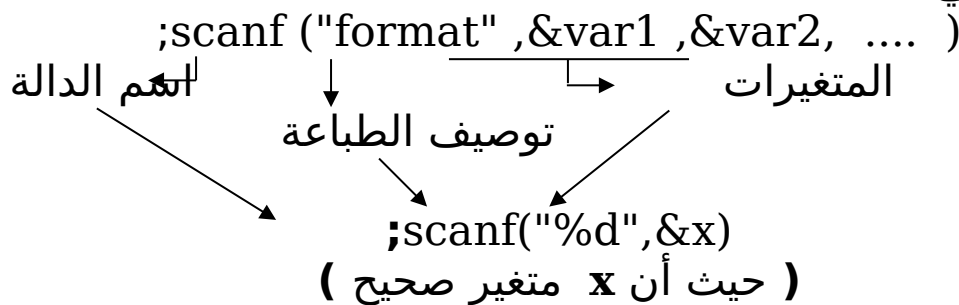 ;scanf ("format" ,&var1 ,&var2, .... )
اسم الدالة
المتغيرات
توصيف الطباعة
;scanf("%d",&x)
( حيث أن x متغير صحيح )